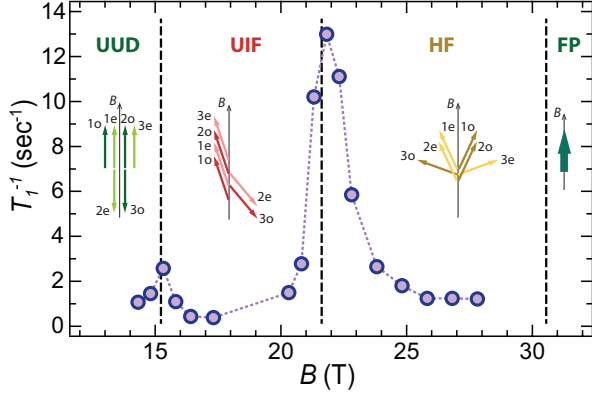 14
12
10
8
6
4
2
0
T₁⁻¹ (sec⁻¹)
UUD
UIF
HF
FP
B
1o 1e 2o 3e
2e 3o
B
3e
2o
2e
1o
2e
3o
B
1e 1o
2e 2o
3o 3e
B
15 20 25 30
B (T)